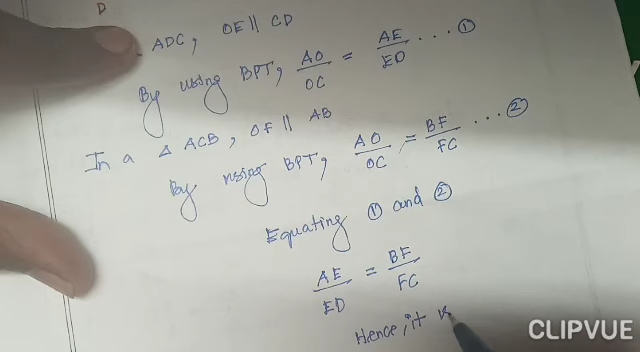 D
ADC, OE || CD
By using BPT, AO/OC = AE/ED ... ①
In a Δ ACB, OF || AB
By using BPT, AO/OC = BF/FC ... ②
Equating ① and ②
AE/ED = BF/FC
Hence, it
CLIPVUE